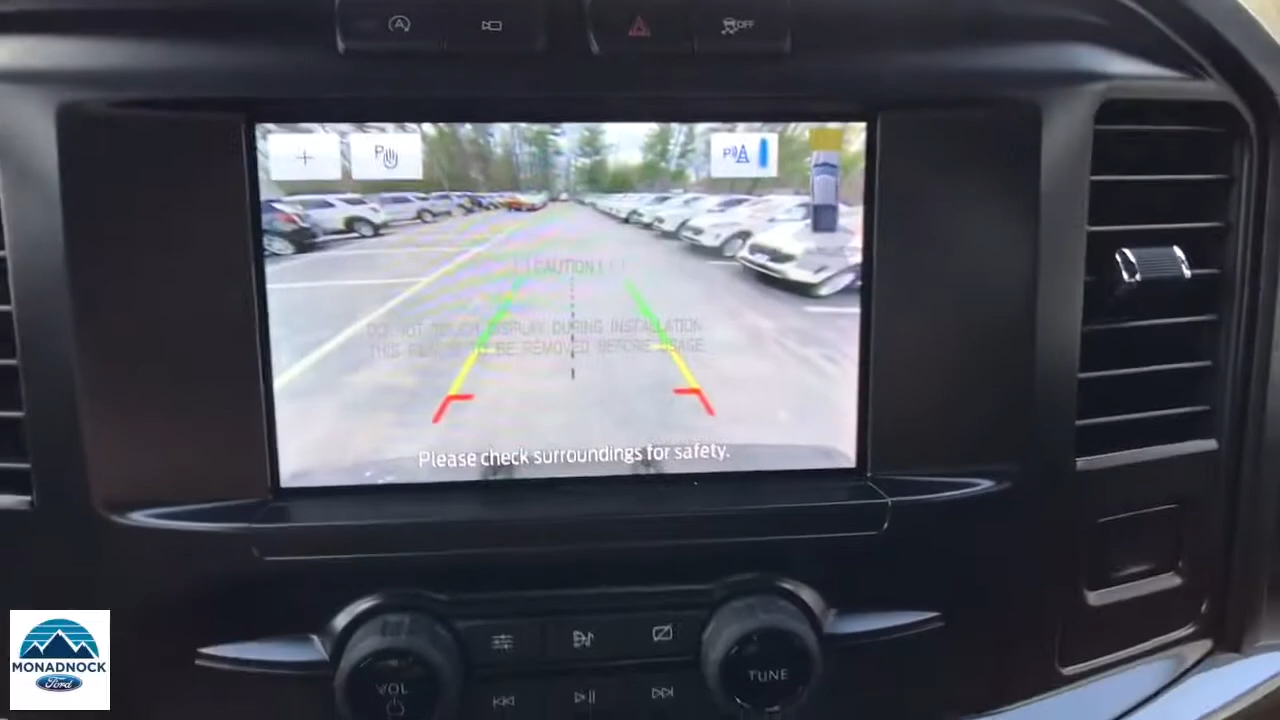 OFF
P
P
! CAUTION !
DO NOT TOUCH DISPLAY DURING INSTALLATION
THIS FILM IS TO BE REMOVED BEFORE USAGE
Please check surroundings for safety.
VOL
TUNE
MONADNOCK
Ford